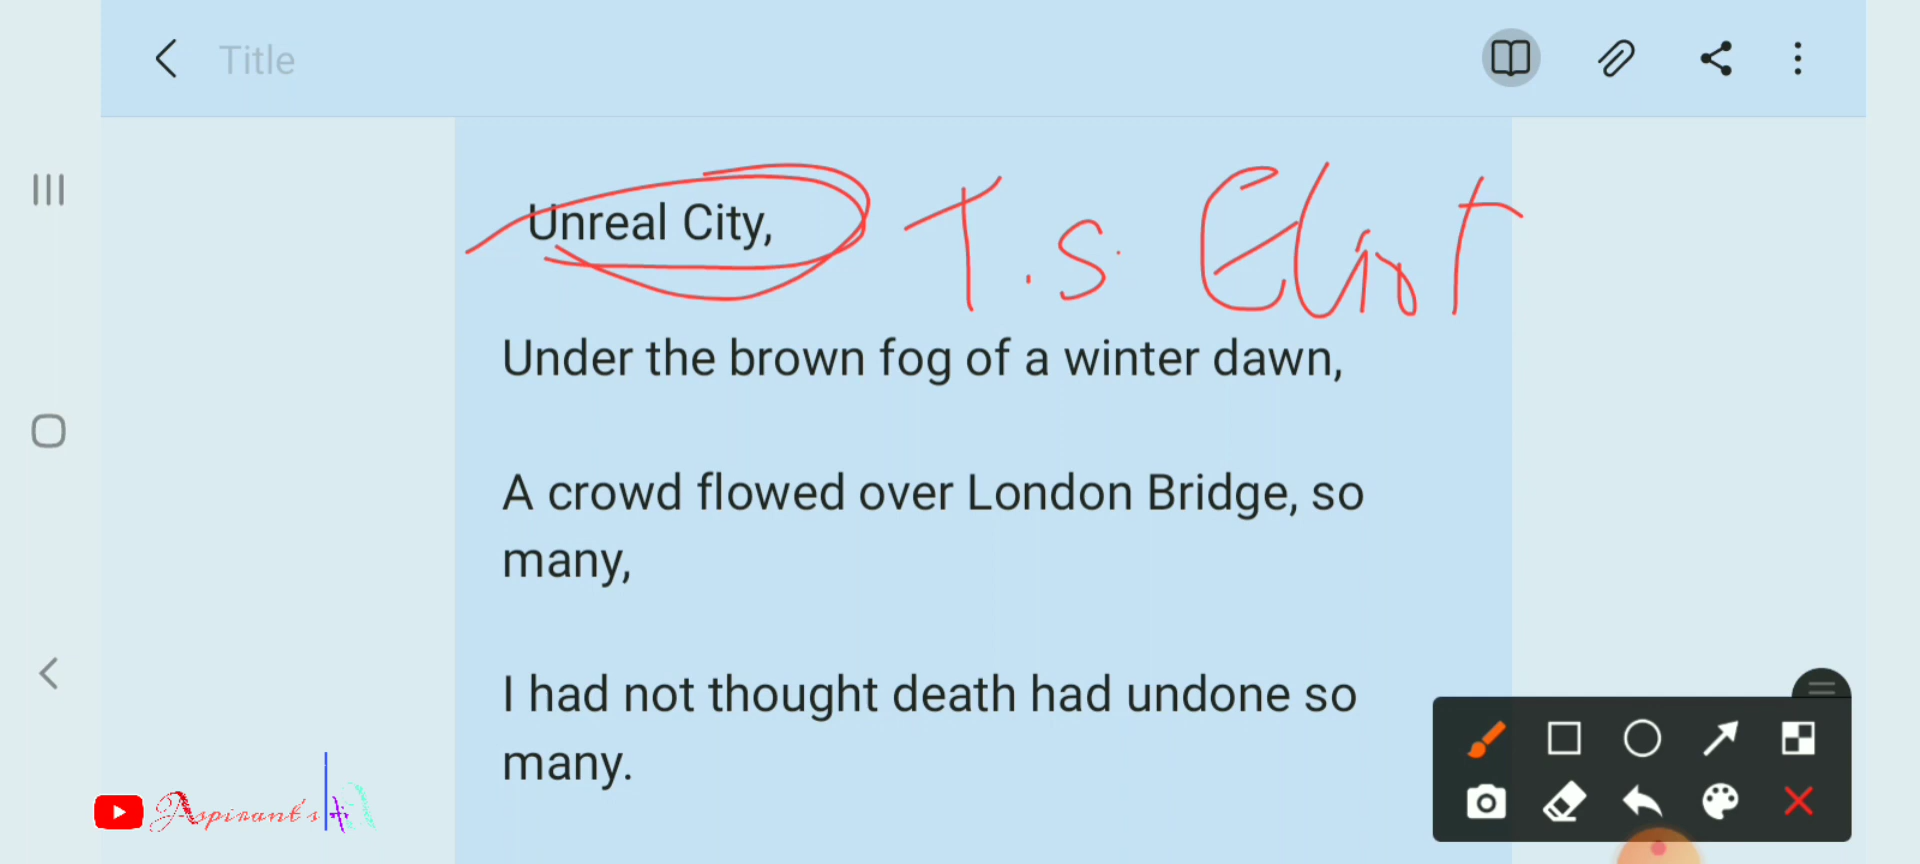 Title
Unreal City, T.S. Eliot
Under the brown fog of a winter dawn,
A crowd flowed over London Bridge, so
many,
I had not thought death had undone so
many.
Aspirant's